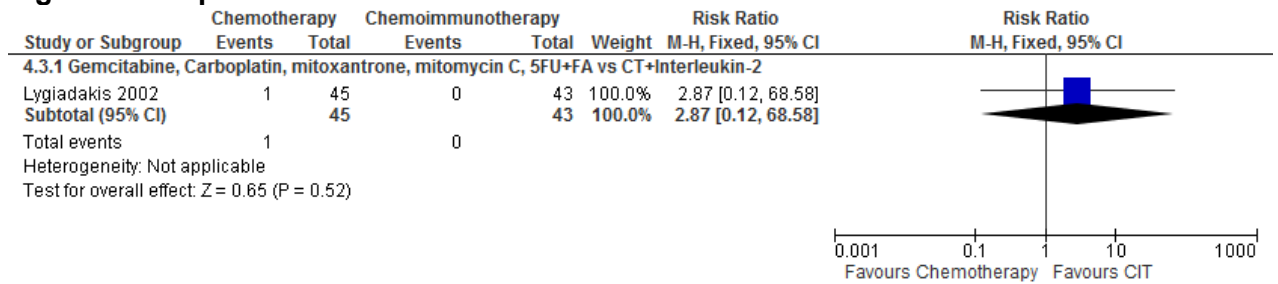 Chemotherapy Chemoimmunotherapy Risk Ratio Risk Ratio
Study or Subgroup Events Total Events Total Weight M-H, Fixed, 95% CI M-H, Fixed, 95% CI
4.3.1 Gemcitabine, Carboplatin, mitoxantrone, mitomycin C, 5FU+FA vs CT+Interleukin-2
Lygiadakis 2002 1 45 0 43 100.0% 2.87 [0.12, 68.58]
Subtotal (95% CI) 45 43 100.0% 2.87 [0.12, 68.58]
Total events 1 0
Heterogeneity: Not applicable
Test for overall effect: Z = 0.65 (P = 0.52)
0.001 0.1 1 10 1000
Favours Chemotherapy Favours CIT